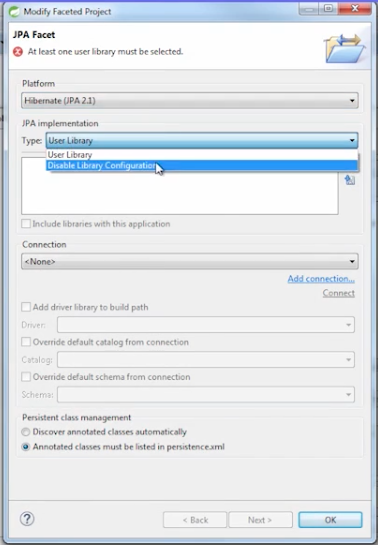 Modify Faceted Project
JPA Facet
At least one user library must be selected.
Platform
Hibernate (JPA 2.1)
JPA implementation
Type: User Library
User Library
Disable Library Configuration
Include libraries with this application
Connection
<None>
Add connection...
Connect
Add driver library to build path
Driver:
Override default catalog from connection
Catalog:
Override default schema from connection
Schema:
Persistent class management
Discover annotated classes automatically
Annotated classes must be listed in persistence.xml
? < Back Next > OK